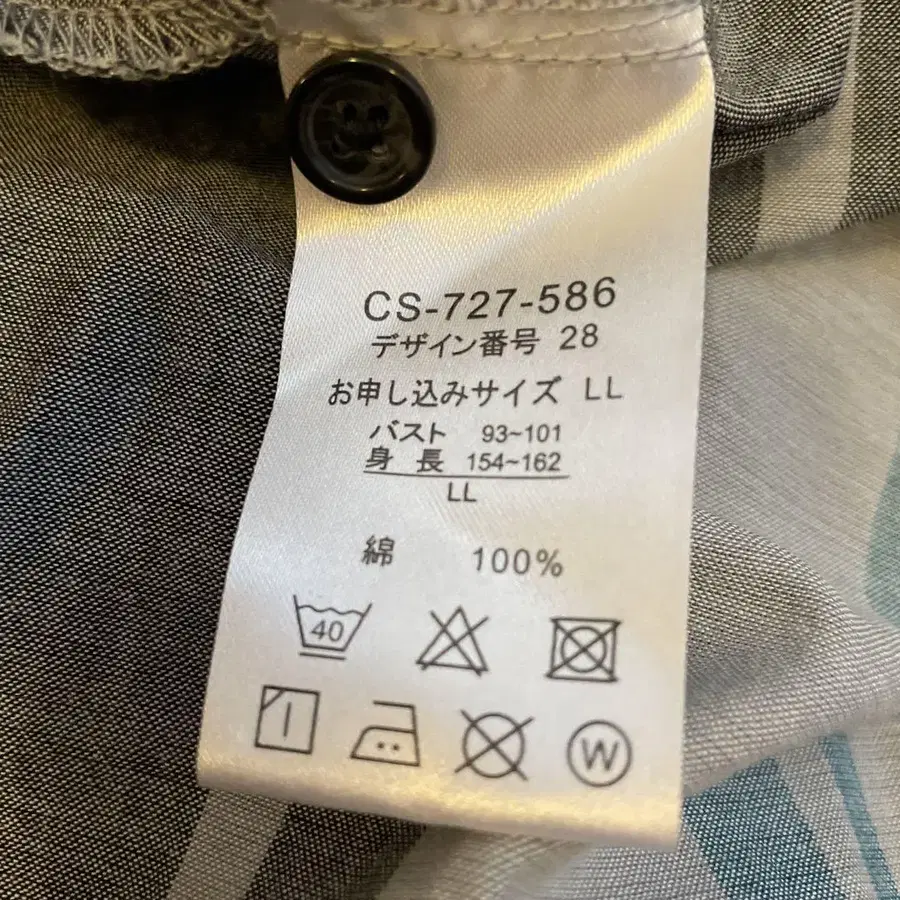 CS-727-586
デザイン番号 28
お申し込みサイズ LL
バスト 93~101
身長 154~162
LL
綿 100%
40
W